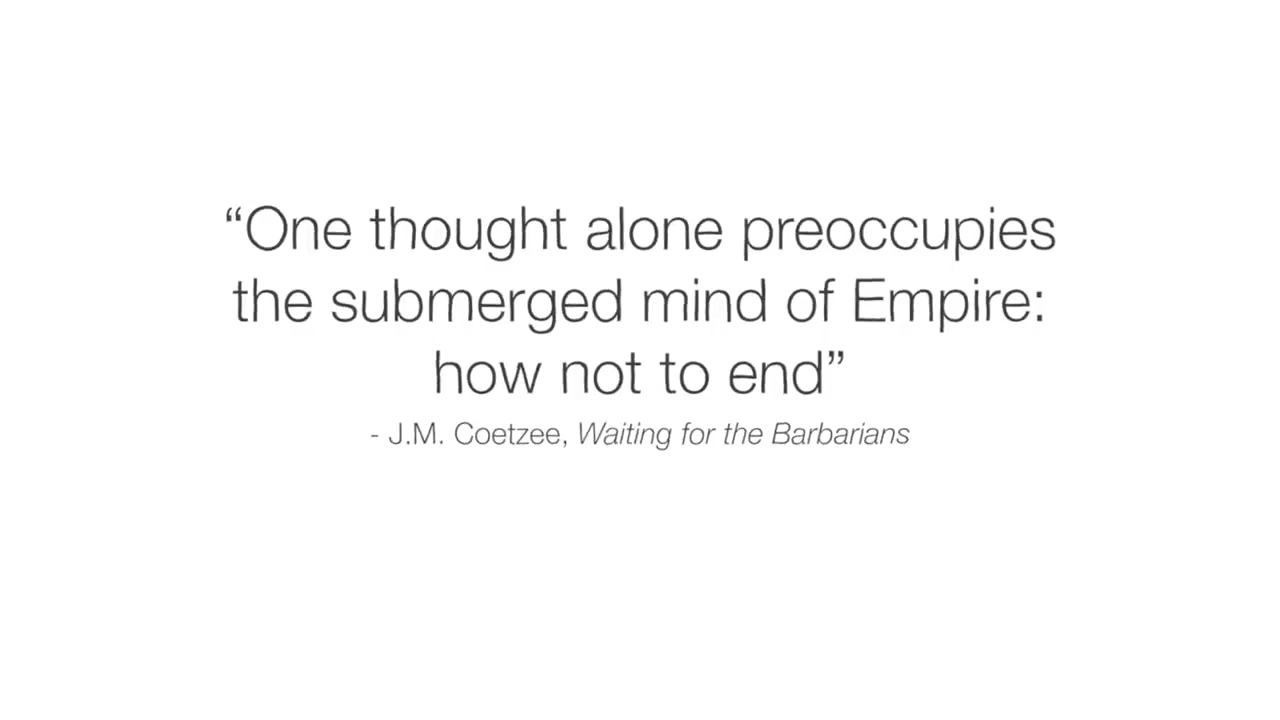 “One thought alone preoccupies
the submerged mind of Empire:
how not to end”
- J.M. Coetzee, Waiting for the Barbarians